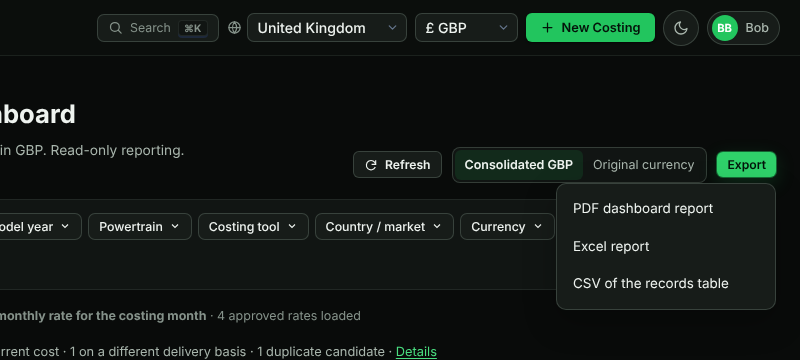 Search ⌘K United Kingdom £ GBP + New Costing BB Bob
board
in GBP. Read-only reporting.
Refresh Consolidated GBP Original currency Export
PDF dashboard report
odel year Powertrain Costing tool Country / market Currency
Excel report
CSV of the records table
monthly rate for the costing month · 4 approved rates loaded
rrent cost · 1 on a different delivery basis · 1 duplicate candidate · Details